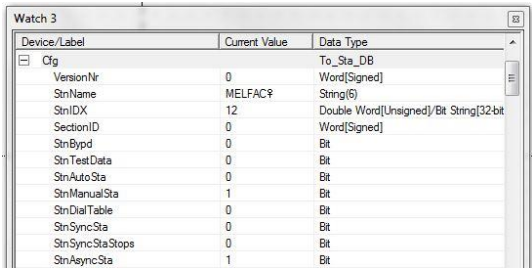 Watch 3
Device/Label Current Value Data Type
Cfg To_Sta_DB
VersionNr 0 Word[Signed]
StnName MELFAC♀ String(6)
StnIDX 12 Double Word[Unsigned]/Bit String[32-bit
SectionID 0 Word[Signed]
StnBypd 0 Bit
StnTestData 0 Bit
StnAutoSta 0 Bit
StnManualSta 1 Bit
StnDialTable 0 Bit
StnSyncSta 0 Bit
StnSyncStaStops 0 Bit
StnAsyncSta 1 Bit